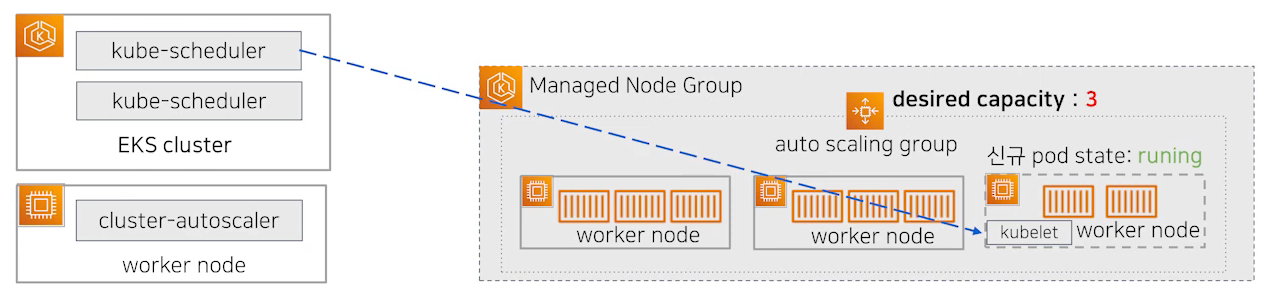 kube-scheduler
kube-scheduler
EKS cluster
cluster-autoscaler
worker node
Managed Node Group
desired capacity : 3
auto scaling group
신규 pod state: runing
worker node
worker node
kubelet
worker node